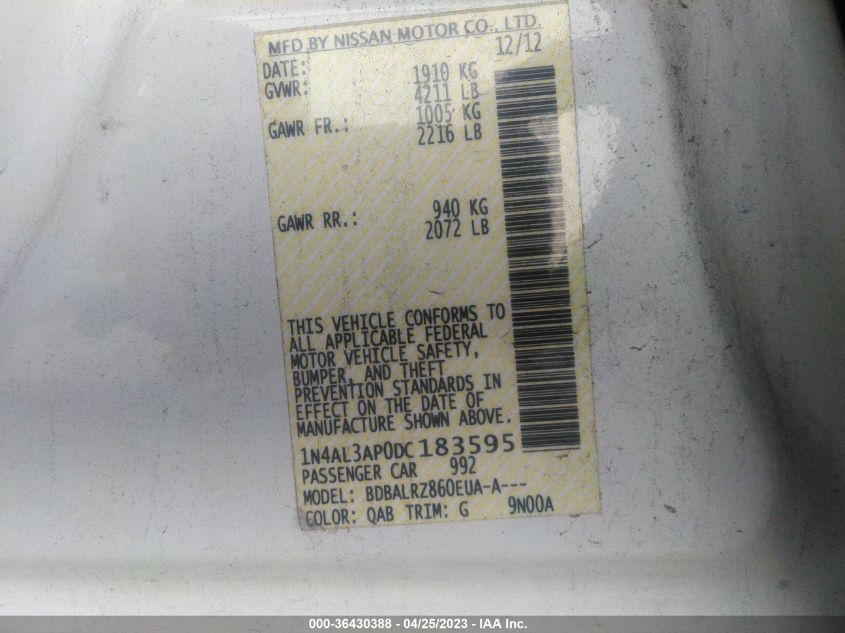 MFD BY NISSAN MOTOR CO., LTD.
DATE: 12/12
GVWR: 1910 KG
4211 LB
GAWR FR.: 1005 KG
2216 LB
GAWR RR.: 940 KG
2072 LB
THIS VEHICLE CONFORMS TO
ALL APPLICABLE FEDERAL
MOTOR VEHICLE SAFETY,
BUMPER, AND THEFT
PREVENTION STANDARDS IN
EFFECT ON THE DATE OF
MANUFACTURE SHOWN ABOVE.
1N4AL3AP0DC183595
PASSENGER CAR 992
MODEL: BDBALRZ860EUA-A---
COLOR: QAB TRIM: G 9N00A
000-36430388 - 04/25/2023 - IAA Inc.